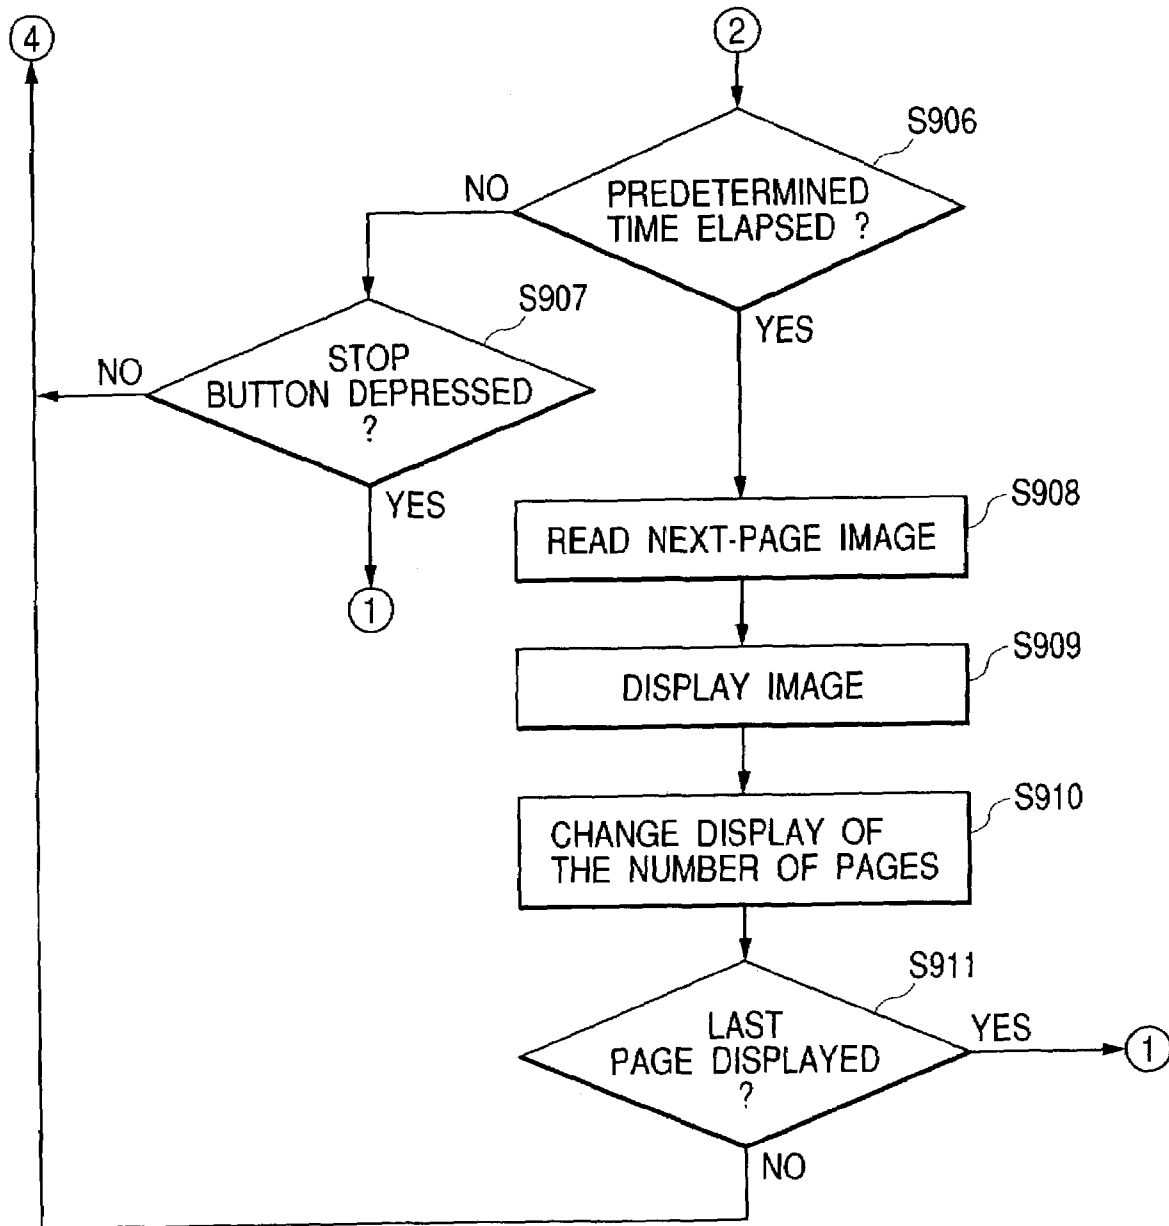 4
2
S906
NO
PREDETERMINED
TIME ELAPSED ?
YES
S907
NO
STOP
BUTTON DEPRESSED
?
YES
1
S908
READ NEXT-PAGE IMAGE
S909
DISPLAY IMAGE
S910
CHANGE DISPLAY OF
THE NUMBER OF PAGES
S911
LAST
PAGE DISPLAYED
?
YES
1
NO